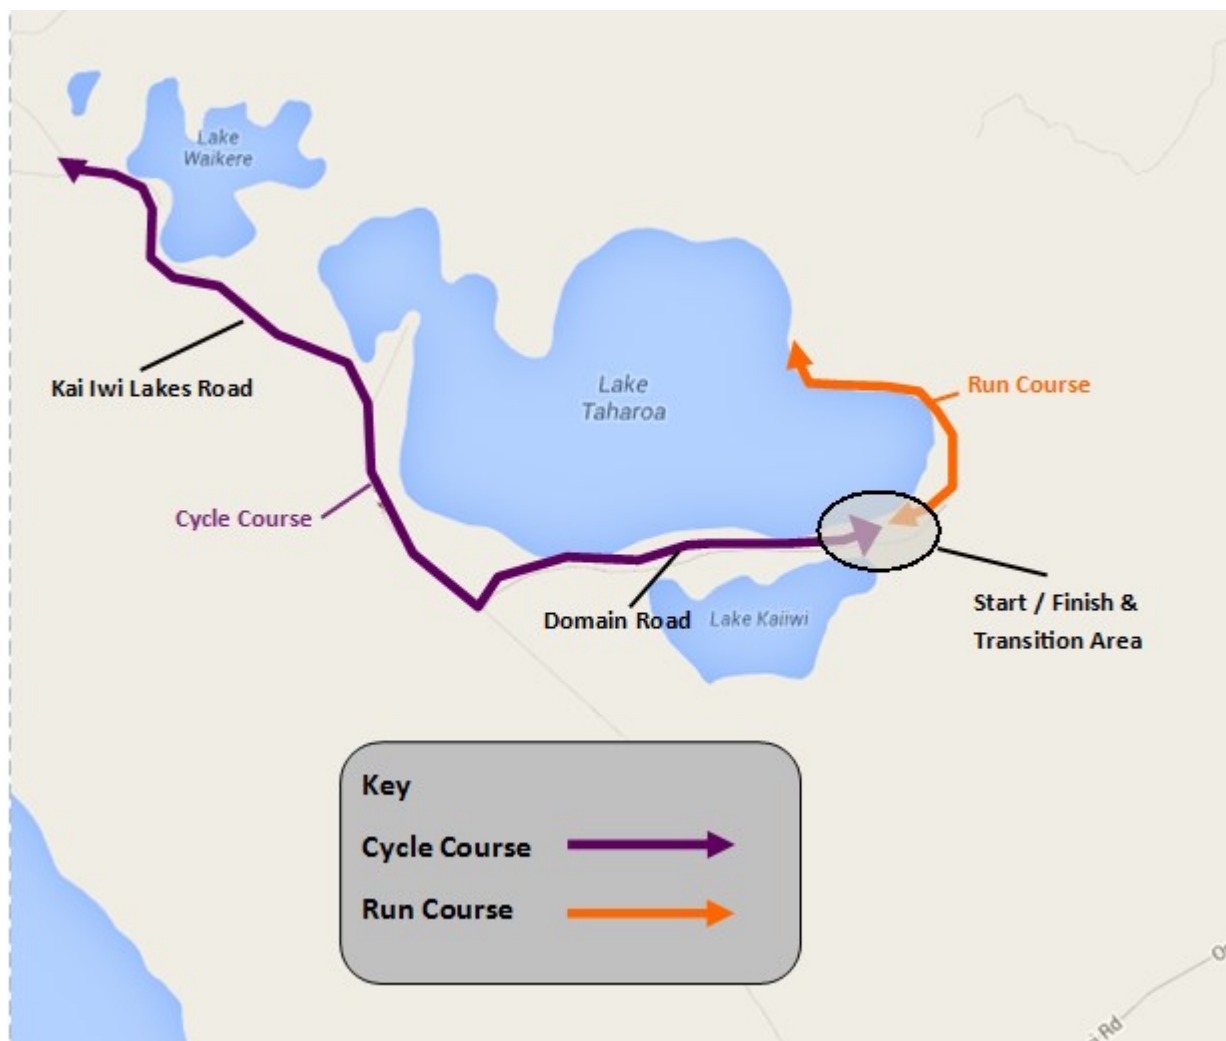 Lake
Waikere
Kai Iwi Lakes Road
Lake
Taharoa
Run Course
Cycle Course
Domain Road
Lake Kaiiwi
Start / Finish &
Transition Area
Key
Cycle Course
Run Course
Rd